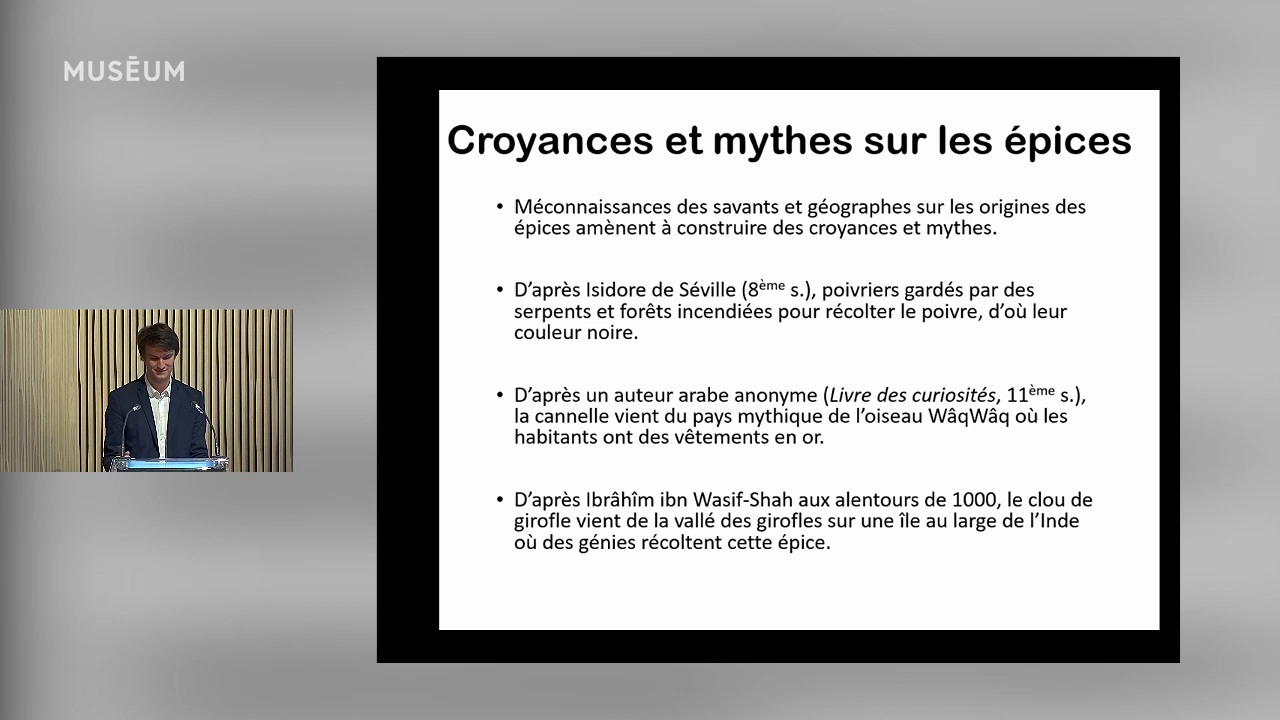 MUSĒUM
Croyances et mythes sur les épices
• Méconnaissances des savants et géographes sur les origines des
épices amènent à construire des croyances et mythes.
• D’après Isidore de Séville (8ème s.), poivriers gardés par des
serpents et forêts incendiées pour récolter le poivre, d’où leur
couleur noire.
• D’après un auteur arabe anonyme (Livre des curiosités, 11ème s.),
la cannelle vient du pays mythique de l’oiseau WâqWâq où les
habitants ont des vêtements en or.
• D’après Ibrâhîm ibn Wasif-Shah aux alentours de 1000, le clou de
girofle vient de la vallé des girofles sur une île au large de l’Inde
où des génies récoltent cette épice.